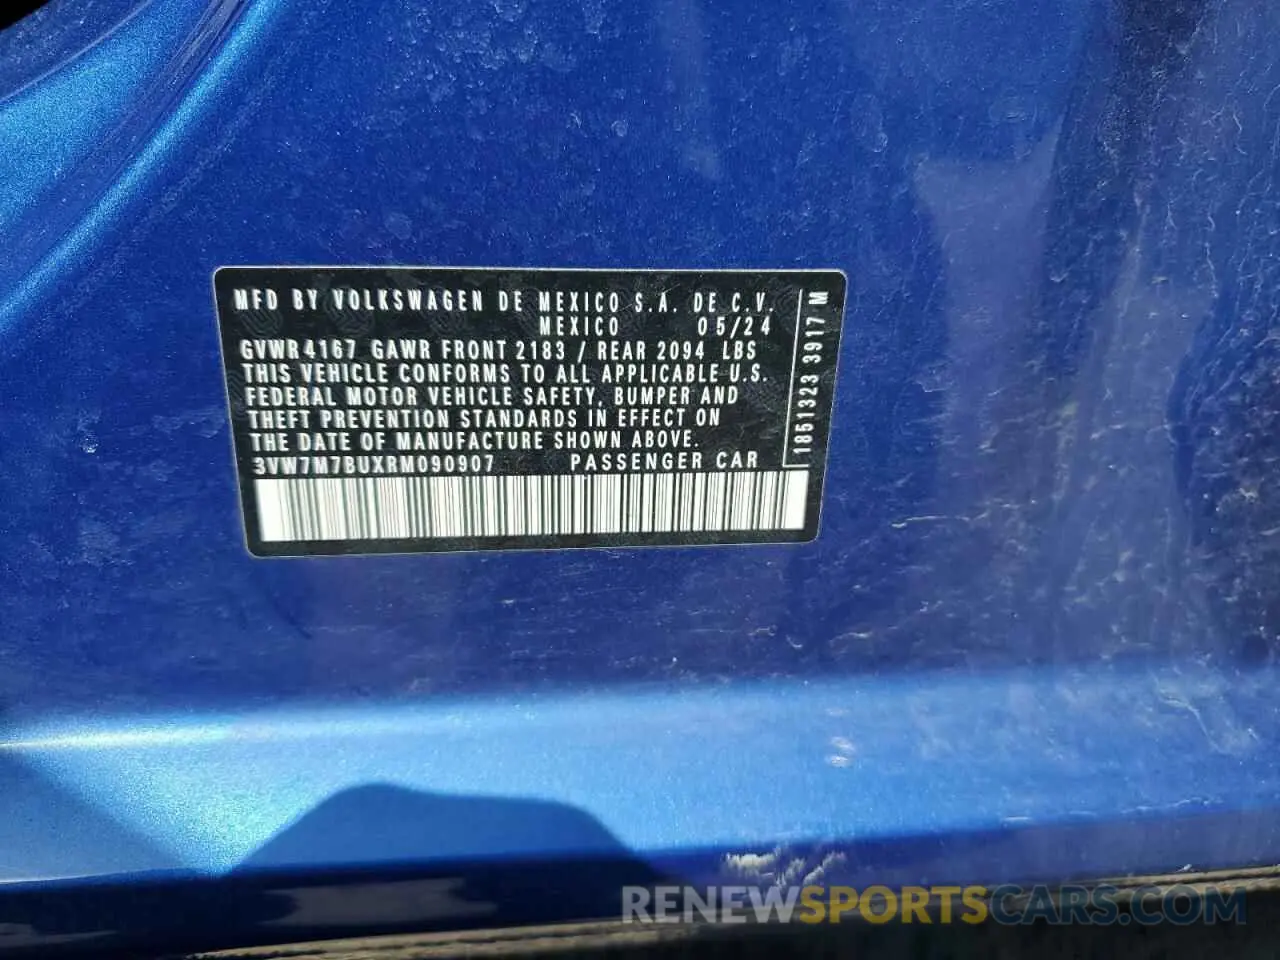 MFD BY VOLKSWAGEN DE MEXICO S.A. DE C.V.
MEXICO 05/24
GVWR 4167 GAWR FRONT 2183 / REAR 2094 LBS
THIS VEHICLE CONFORMS TO ALL APPLICABLE U.S.
FEDERAL MOTOR VEHICLE SAFETY, BUMPER AND
THEFT PREVENTION STANDARDS IN EFFECT ON
THE DATE OF MANUFACTURE SHOWN ABOVE.
3VW7M7BUXRM090907 PASSENGER CAR
1851323 3917 M
RENEWSPORTSCARS.COM